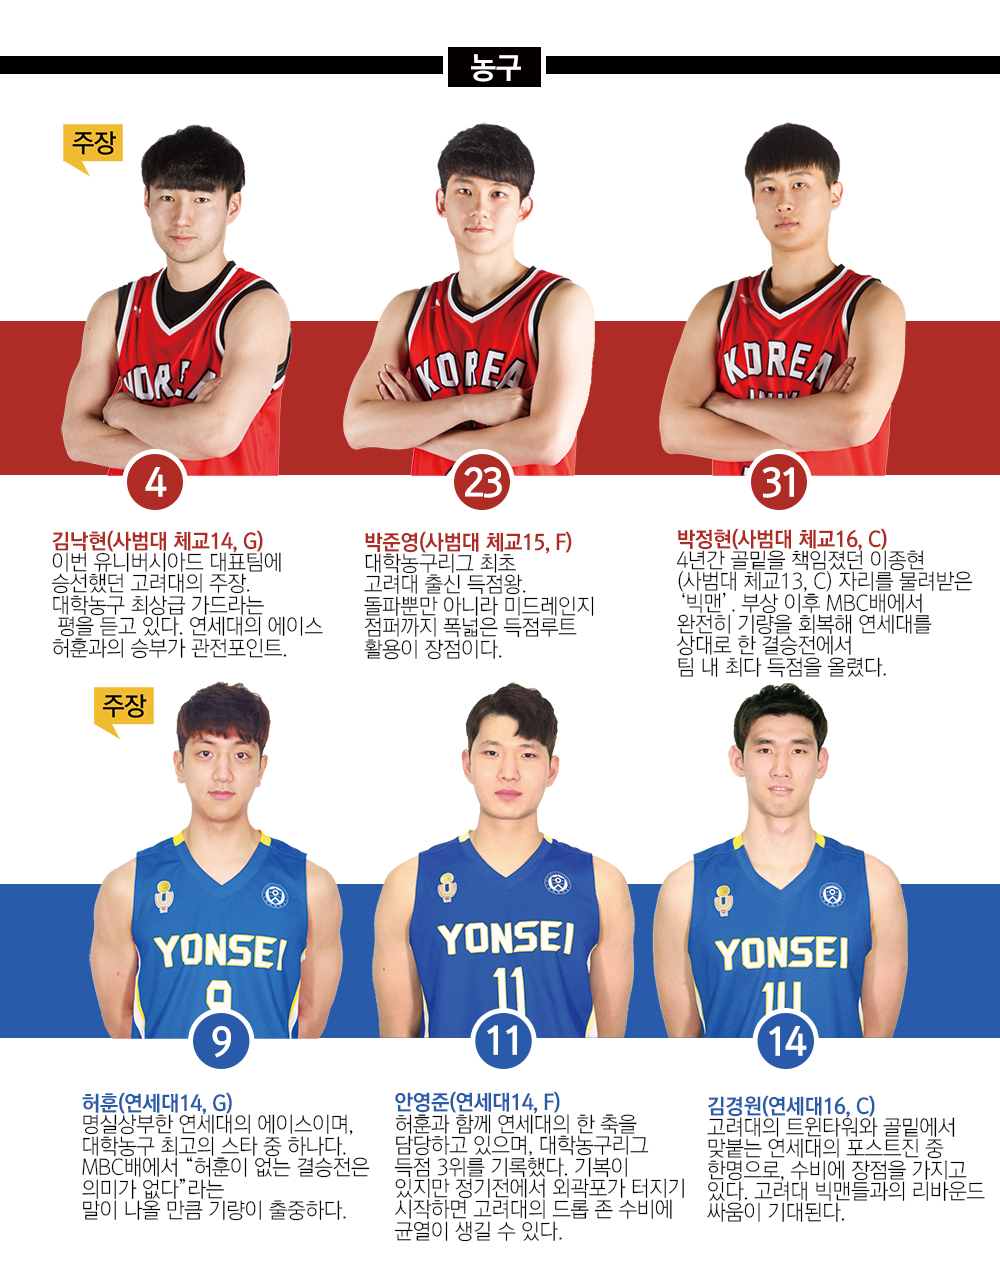 농구
주장
KOREA
KOREA
UNIV
4
23
31
김낙현(사범대 체교14, G)
이번 유니버시아드 대표팀에
승선했던 고려대의 주장.
대학농구 최상급 가드라는
평을 듣고 있다. 연세대의 에이스
허훈과의 승부가 관전포인트.
박준영(사범대 체교15, F)
대학농구리그 최초
고려대 출신 득점왕.
돌파뿐만 아니라 미드레인지
점퍼까지 폭넓은 득점루트
활용이 장점이다.
박정현(사범대 체교16, C)
4년간 골밑을 책임졌던 이종현
(사범대 체교13, C) 자리를 물려받은
‘빅맨’. 부상 이후 MBC배에서
완전히 기량을 회복해 연세대를
상대로 한 결승전에서
팀 내 최다 득점을 올렸다.
주장
YONSEI
9
YONSEI
11
YONSEI
14
9
11
14
허훈(연세대14, G)
명실상부한 연세대의 에이스이며,
대학농구 최고의 스타 중 하나다.
MBC배에서 “허훈이 없는 결승전은
의미가 없다”라는
말이 나올 만큼 기량이 출중하다.
안영준(연세대14, F)
허훈과 함께 연세대의 한 축을
담당하고 있으며, 대학농구리그
득점 3위를 기록했다. 기복이
있지만 정기전에서 외곽포가 터지기
시작하면 고려대의 드롭 존 수비에
균열이 생길 수 있다.
김경원(연세대16, C)
고려대의 트윈타워와 골밑에서
맞붙는 연세대의 포스트진 중
한명으로, 수비에 장점을 가지고
있다. 고려대 빅맨들과의 리바운드
싸움이 기대된다.